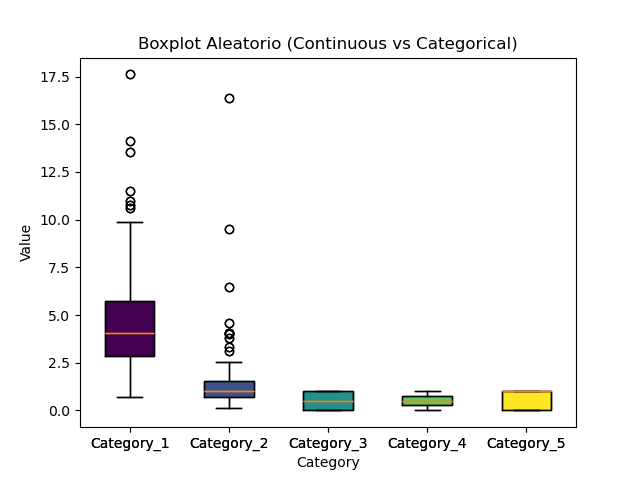 Boxplot Aleatorio (Continuous vs Categorical)
17.5
15.0
12.5
10.0
7.5
5.0
2.5
0.0
Value
Category_1 Category_2 Category_3 Category_4 Category_5
Category